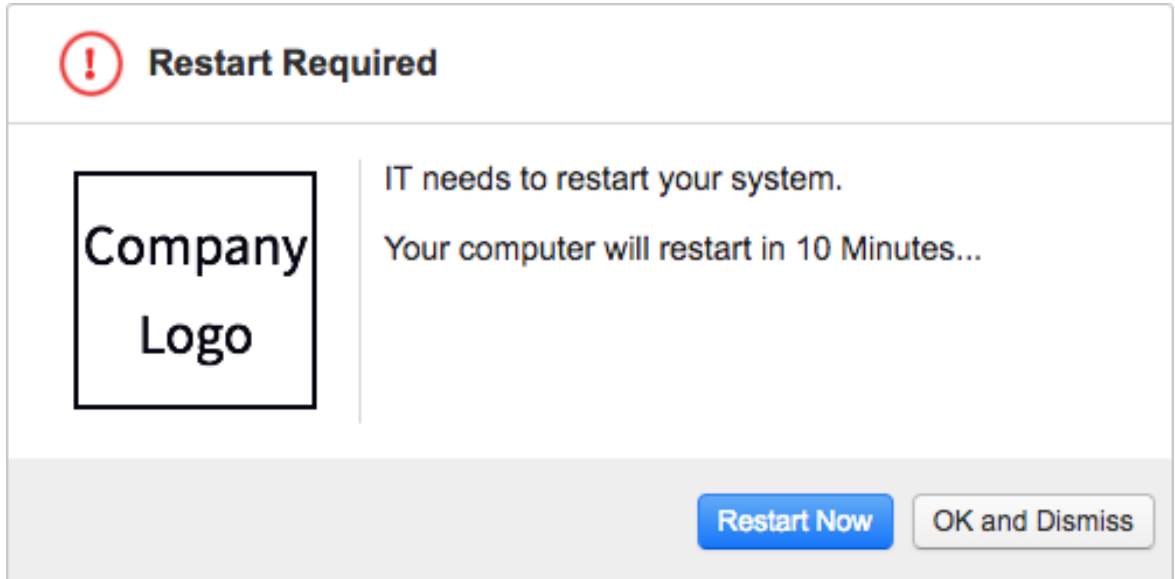 Restart Required
IT needs to restart your system.
Your computer will restart in 10 Minutes...
Company
Logo
Restart Now
OK and Dismiss